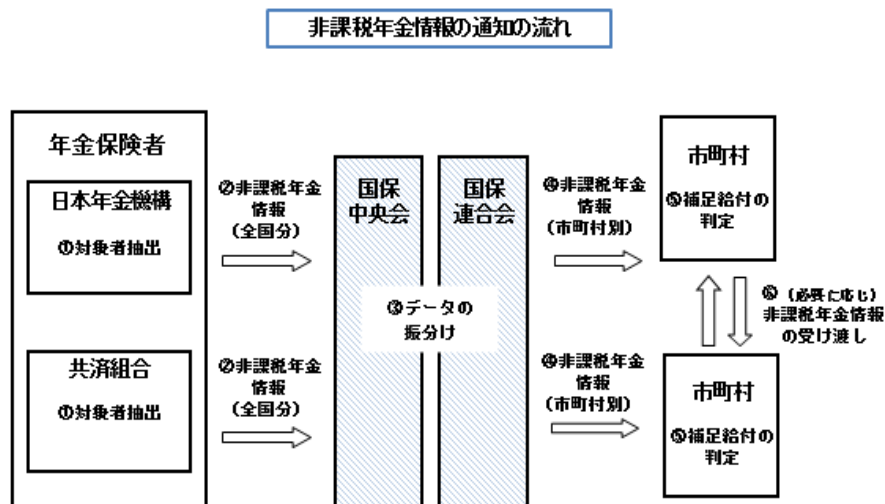 非課税年金情報の通知の流れ
年金保険者
日本年金機構
①対象者抽出
共済組合
①対象者抽出
②非課税年金
情報
(全国分)
②非課税年金
情報
(全国分)
国保
中央会
国保
連合会
③データの
振分け
④非課税年金
情報
(市町村別)
④非課税年金
情報
(市町村別)
市町村
⑤補足給付の
判定
⑥(必要に応じ)
非課税年金情報
の受け渡し
市町村
⑤補足給付の
判定